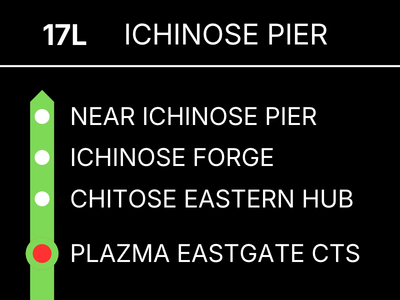 17L ICHINOSE PIER
NEAR ICHINOSE PIER
ICHINOSE FORGE
CHITOSE EASTERN HUB
PLAZMA EASTGATE CTS